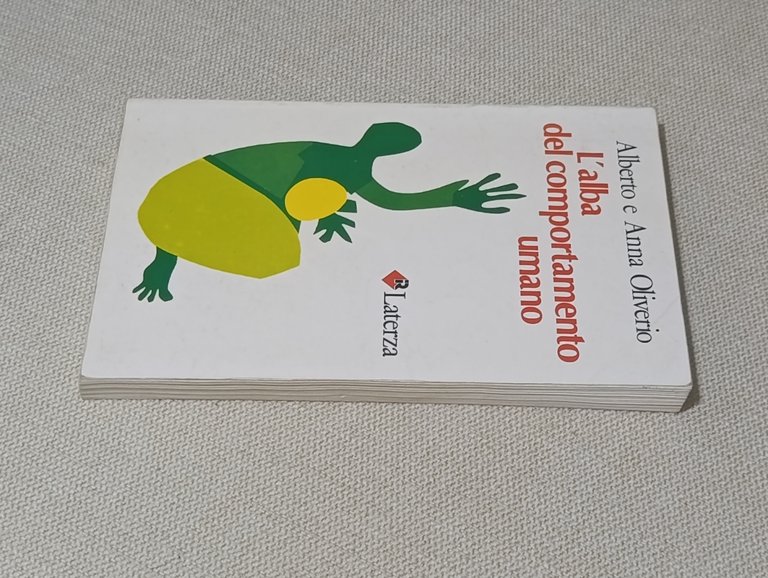 Alberto e Anna Oliverio
L'alba
del comportamento
umano
Laterza